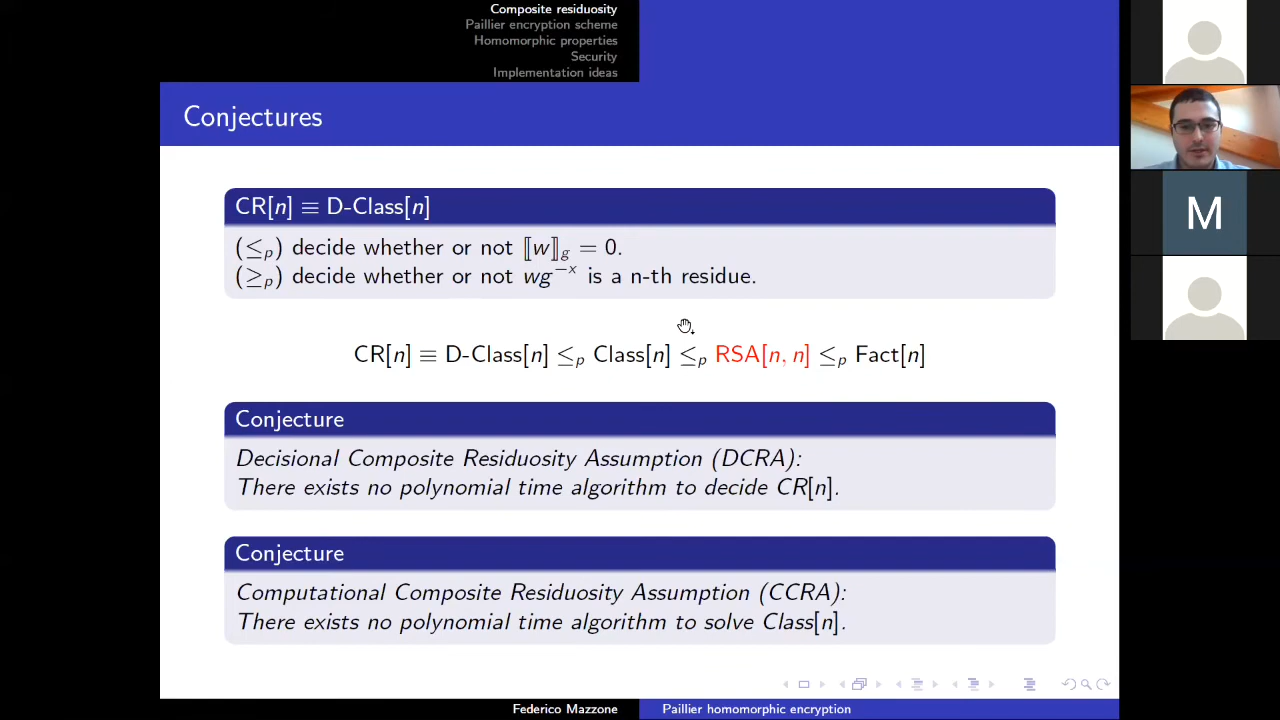 Composite residuosity
Paillier encryption scheme
Homomorphic properties
Security
Implementation ideas
Conjectures
CR[n] ≡ D-Class[n]
(≤ₚ) decide whether or not ⟦w⟧_g = 0.
(≥ₚ) decide whether or not wg⁻ˣ is a n-th residue.
CR[n] ≡ D-Class[n] ≤ₚ Class[n] ≤ₚ RSA[n, n] ≤ₚ Fact[n]
Conjecture
Decisional Composite Residuosity Assumption (DCRA):
There exists no polynomial time algorithm to decide CR[n].
Conjecture
Computational Composite Residuosity Assumption (CCRA):
There exists no polynomial time algorithm to solve Class[n].
Federico Mazzone Paillier homomorphic encryption
M